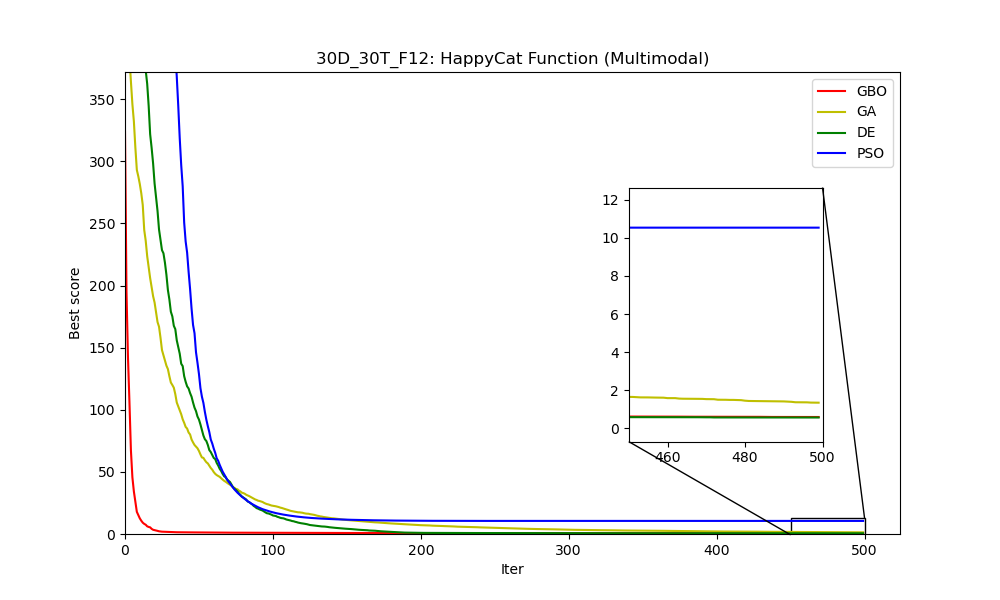 30D_30T_F12: HappyCat Function (Multimodal)
GBO
GA
DE
PSO
Best score
350
300
250
200
150
100
50
0
12
10
8
6
4
2
0
460 480 500
0 100 200 300 400 500
Iter